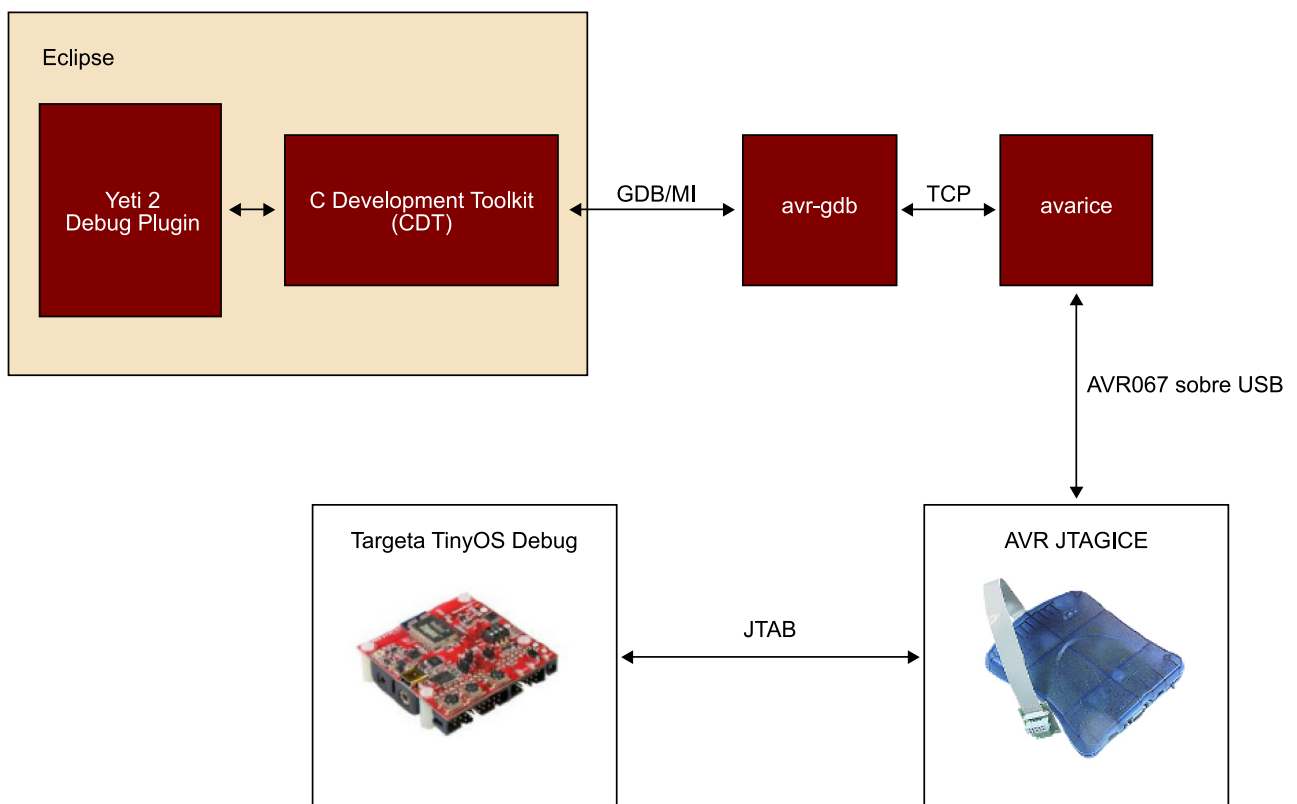 Eclipse
Yeti 2
Debug Plugin
C Development Toolkit
(CDT)
GDB/MI
avr-gdb
TCP
avarice
AVR067 sobre USB
Targeta TinyOS Debug
JTAB
AVR JTAGICE